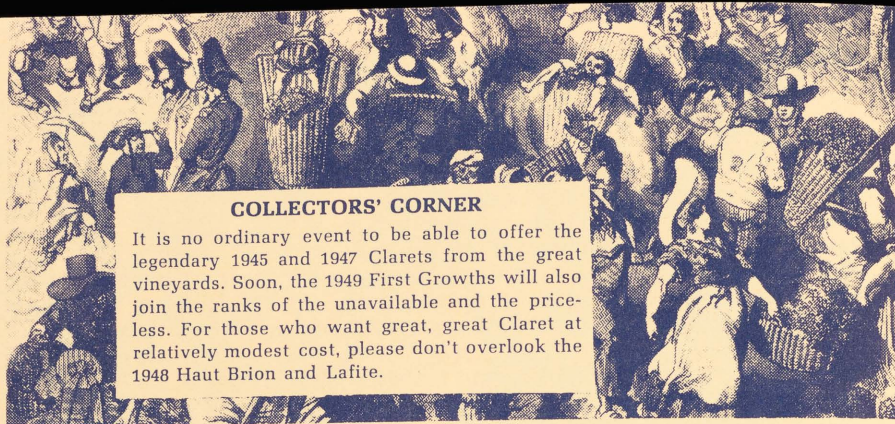 COLLECTORS' CORNER
It is no ordinary event to be able to offer the
legendary 1945 and 1947 Clarets from the great
vineyards. Soon, the 1949 First Growths will also
join the ranks of the unavailable and the price-
less. For those who want great, great Claret at
relatively modest cost, please don't overlook the
1948 Haut Brion and Lafite.